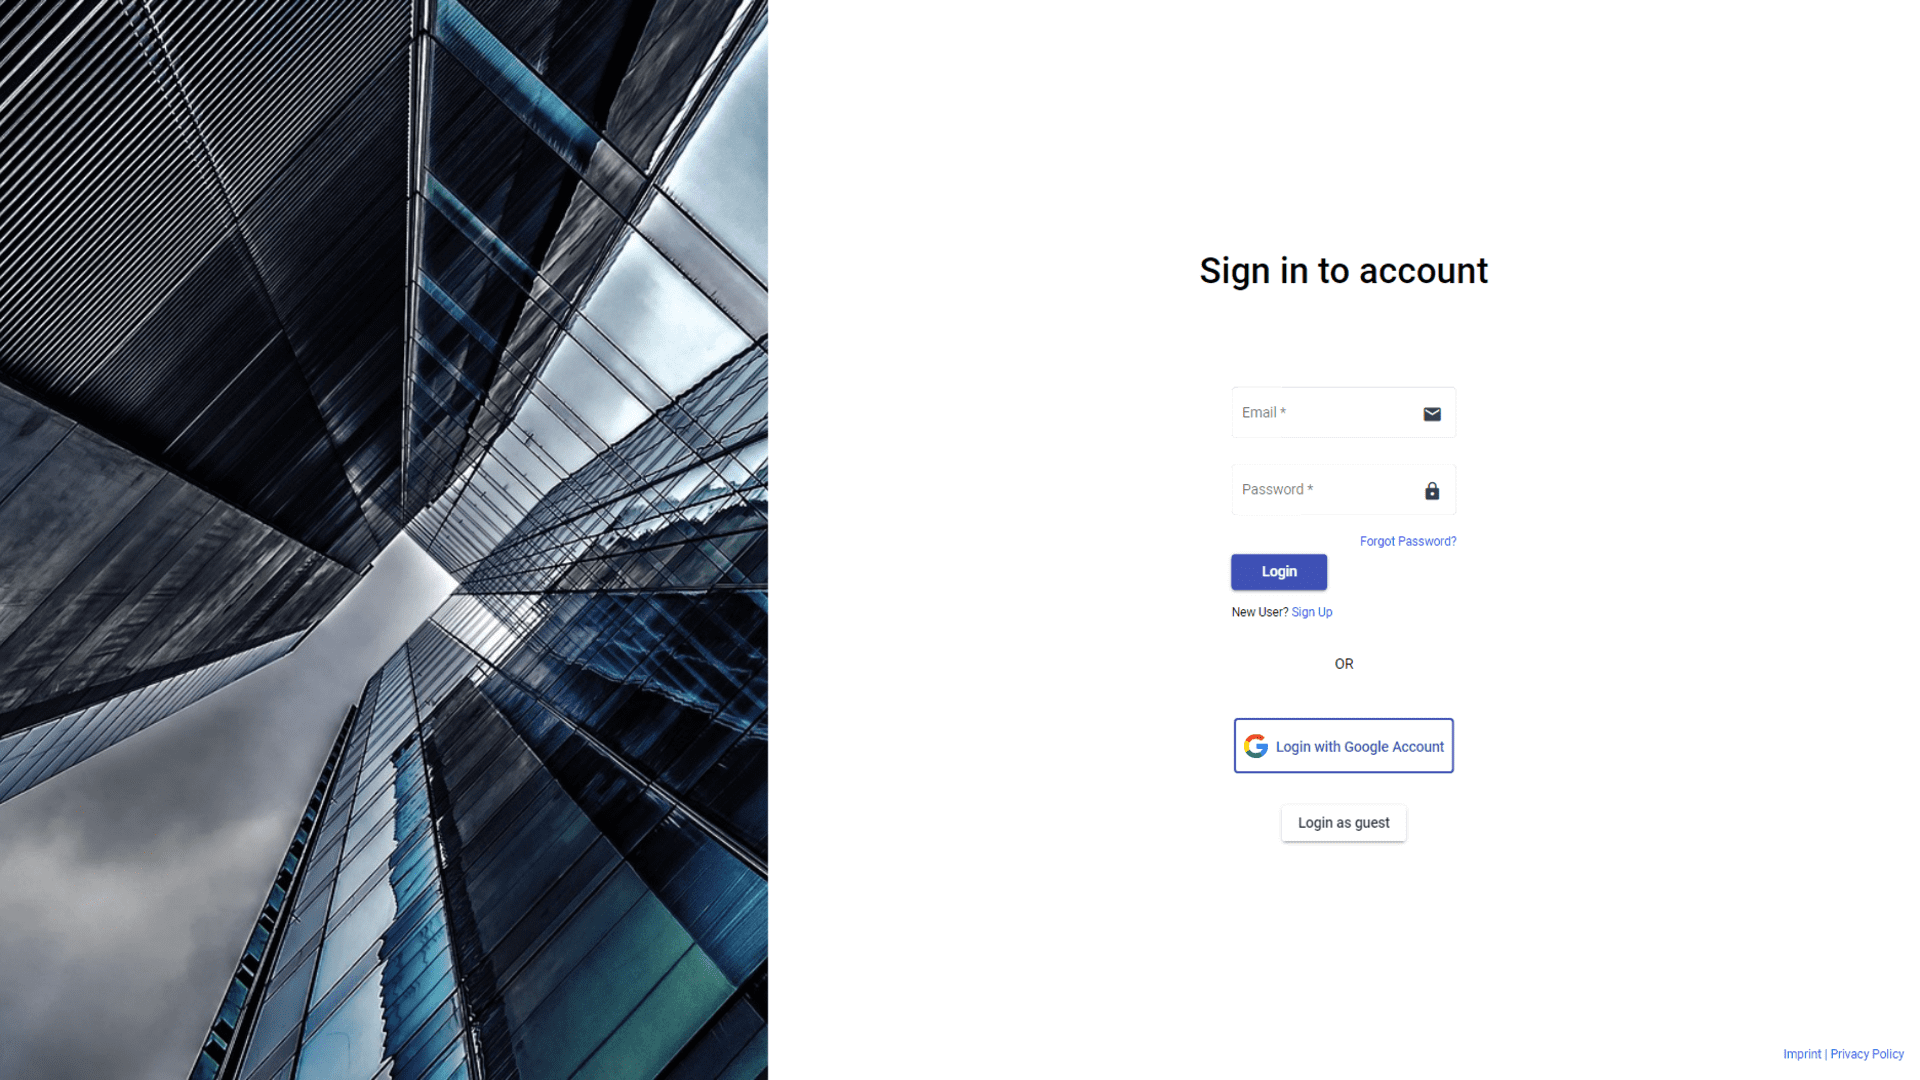 Sign in to account
Email *
Password *
Forgot Password?
Login
New User? Sign Up
OR
Login with Google Account
Login as guest
Imprint | Privacy Policy